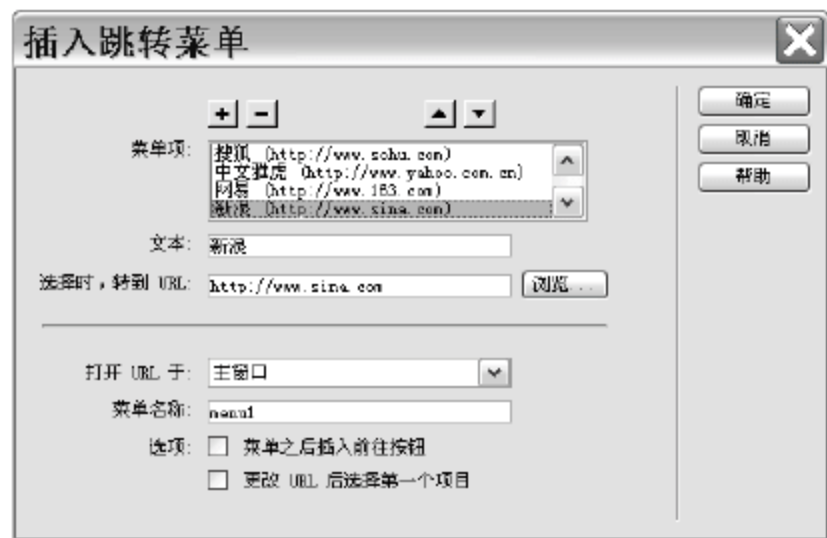 插入跳转菜单
确定
取消
帮助
菜单项:
搜狐 (http://www.sohu.com)
中文雅虎 (http://www.yahoo.com.cn)
网易 (http://www.163.com)
新浪 (http://www.sina.com)
文本: 新浪
选择时，转到 URL: http://www.sina.com 浏览...
打开 URL 于: 主窗口
菜单名称: menu1
选项: 菜单之后插入前往按钮
更改 URL 后选择第一个项目